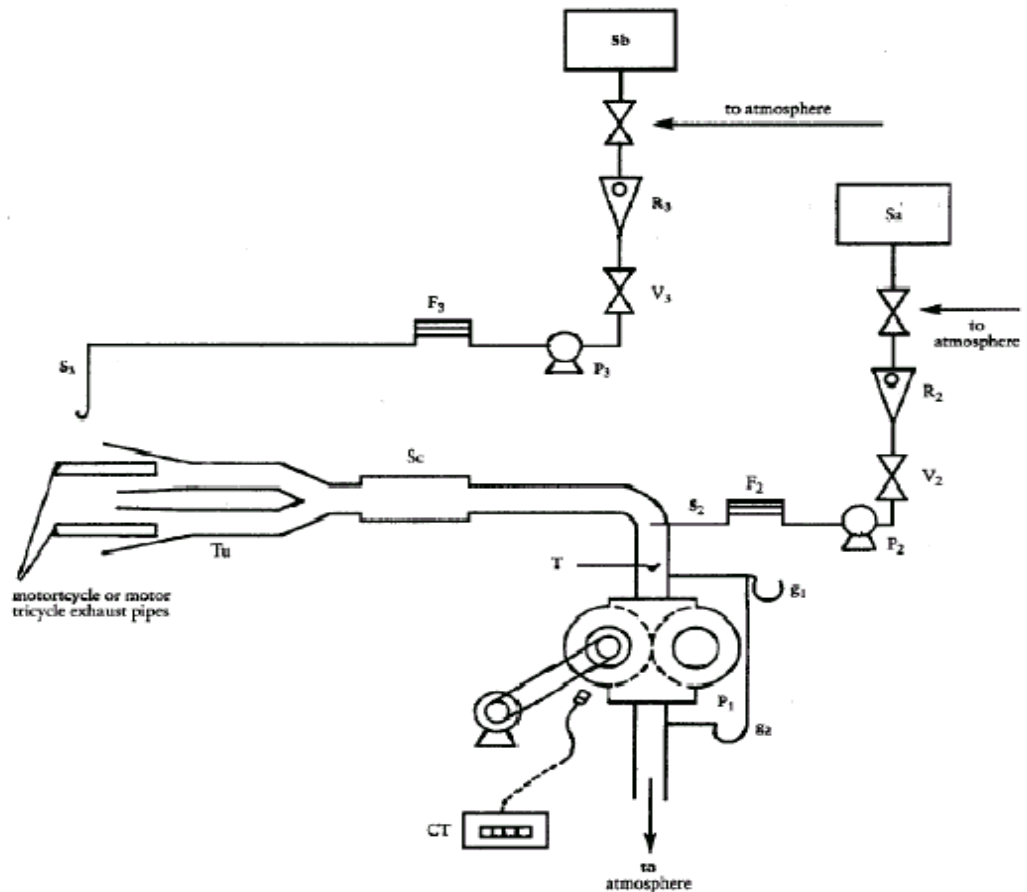 Sb
to atmosphere
R3
Sa
V3
F3
to
atmosphere
P3
R2
Sc
V2
F2
S2
P2
Tu
T
motortcycle or motor
tricycle exhaust pipes
g1
P1
g2
CT
to
atmosphere